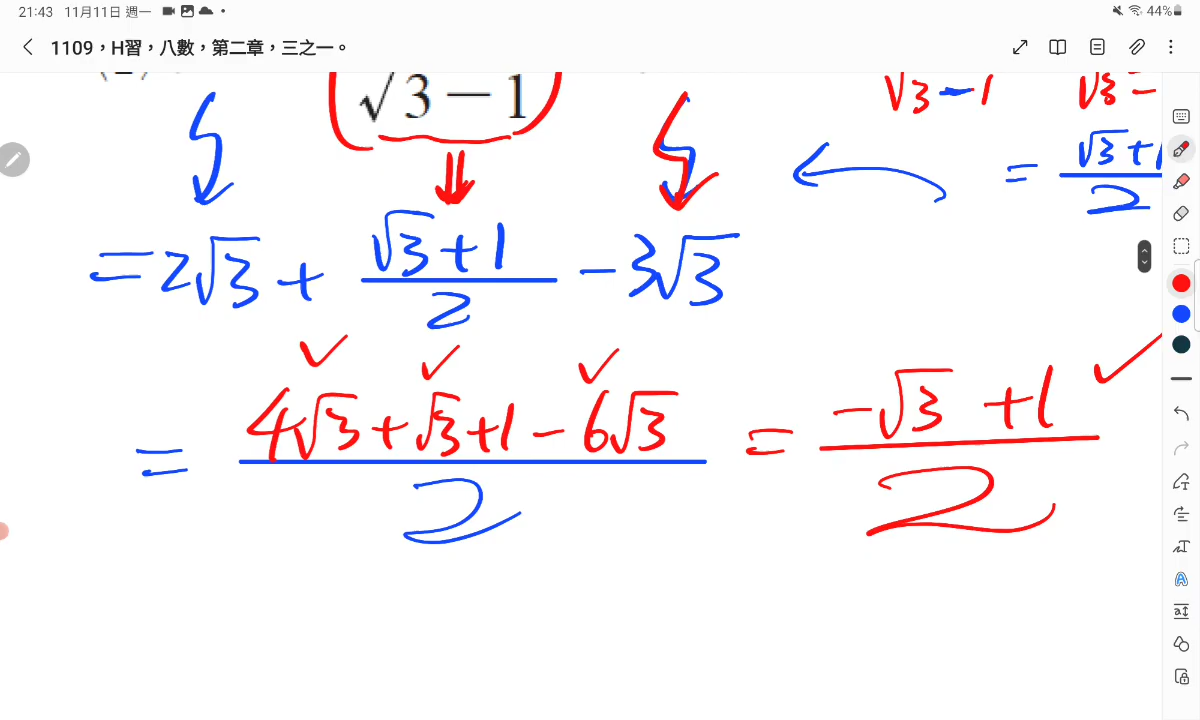 21:43 11月11日 週一 44%
1109,H習,八數,第二章,三之一。
√3-1 √3-1 √3-
= √3+1/2
=2√3+ √3+1/2 -3√3
= 4√3+√3+1-6√3/2 = -√3+1/2